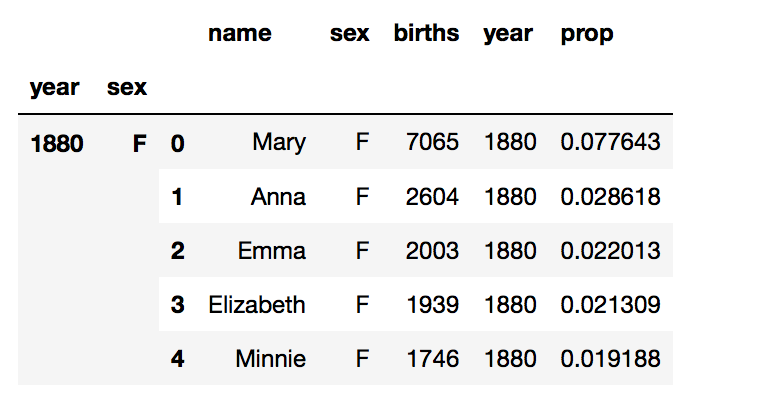 name sex births year prop
year sex
1880 F 0 Mary F 7065 1880 0.077643
1 Anna F 2604 1880 0.028618
2 Emma F 2003 1880 0.022013
3 Elizabeth F 1939 1880 0.021309
4 Minnie F 1746 1880 0.019188